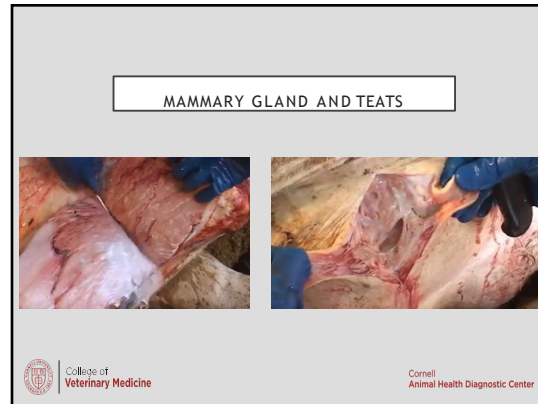 MAMMARY GLAND AND TEATS
College of
Veterinary Medicine
Cornell
Animal Health Diagnostic Center